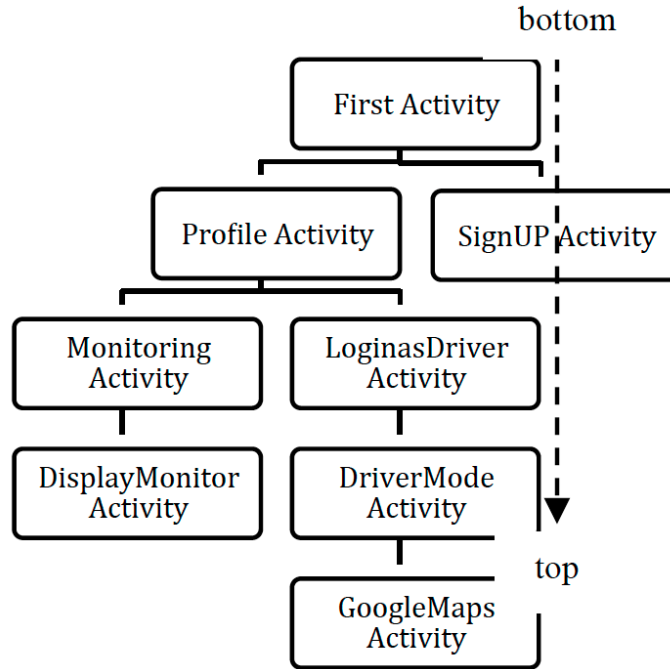 bottom
First Activity
Profile Activity
SignUP Activity
Monitoring
Activity
LoginasDriver
Activity
DisplayMonitor
Activity
DriverMode
Activity
top
GoogleMaps
Activity